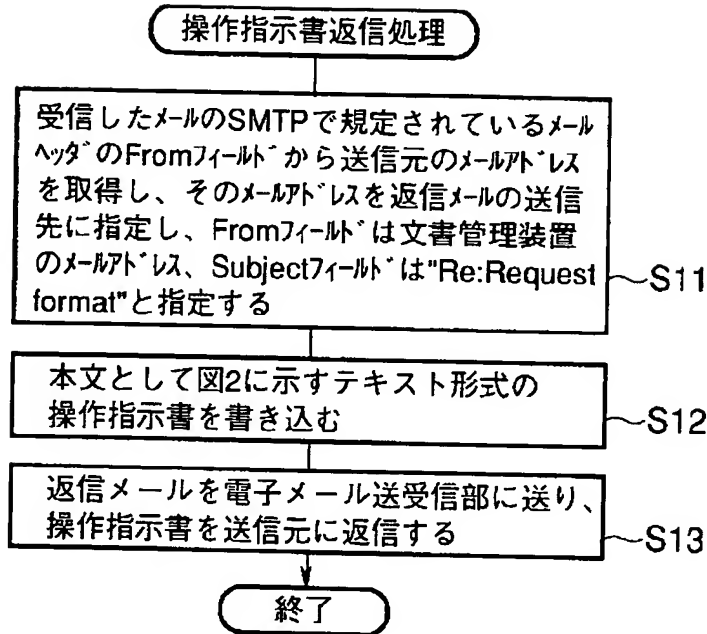 操作指示書返信処理
受信したﾒｰﾙのSMTPで規定されているﾒｰﾙ
ﾍｯﾀﾞのFromﾌｨｰﾙﾄﾞから送信元のﾒｰﾙｱﾄﾞﾚｽ
を取得し、そのﾒｰﾙｱﾄﾞﾚｽを返信ﾒｰﾙの送信
先に指定し、Fromﾌｨｰﾙﾄﾞは文書管理装置
のﾒｰﾙｱﾄﾞﾚｽ、Subjectﾌｨｰﾙﾄﾞは"Re:Request
format"と指定する
S11
本文として図2に示すテキスト形式の
操作指示書を書き込む
S12
返信メールを電子メール送受信部に送り、
操作指示書を送信元に返信する
S13
終了